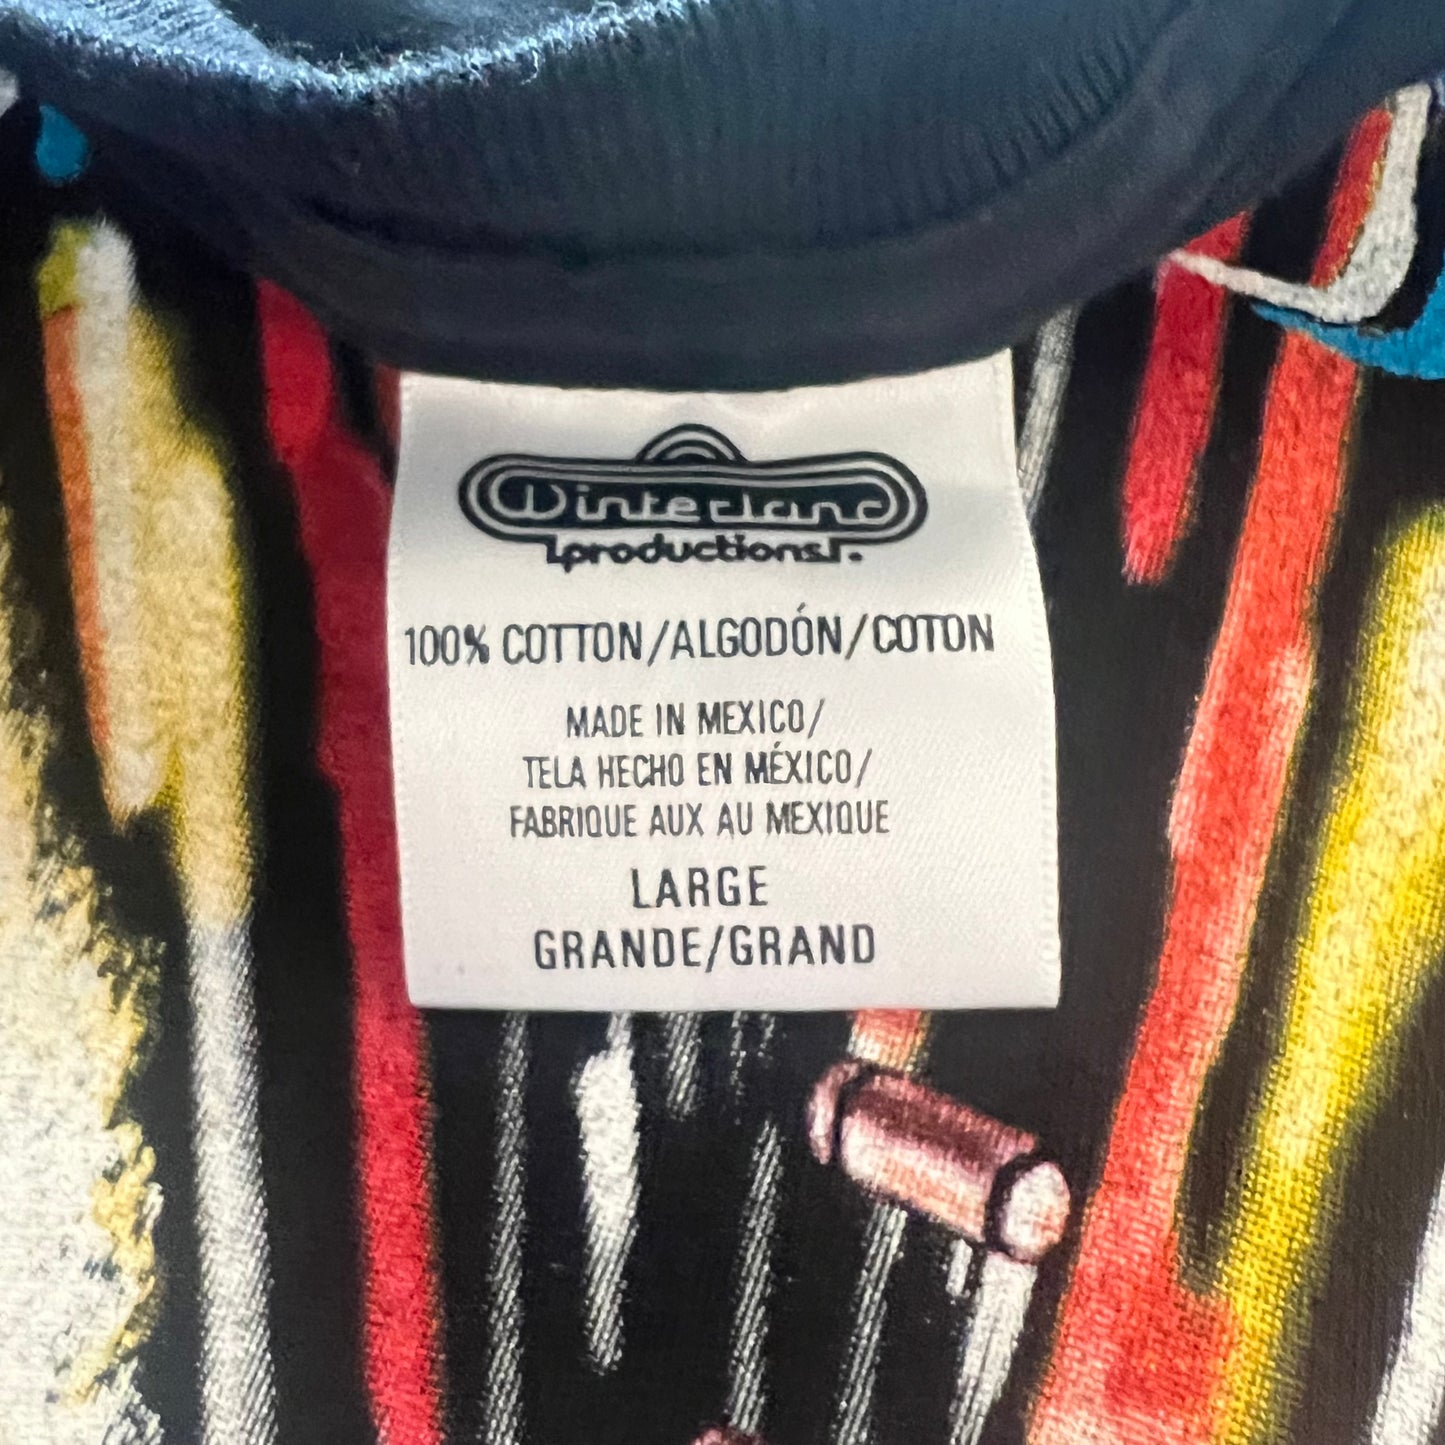 Winterland
productions.
100% COTTON/ALGODÓN/COTON
MADE IN MEXICO/
TELA HECHO EN MÉXICO/
FABRIQUE AUX AU MEXIQUE
LARGE
GRANDE/GRAND